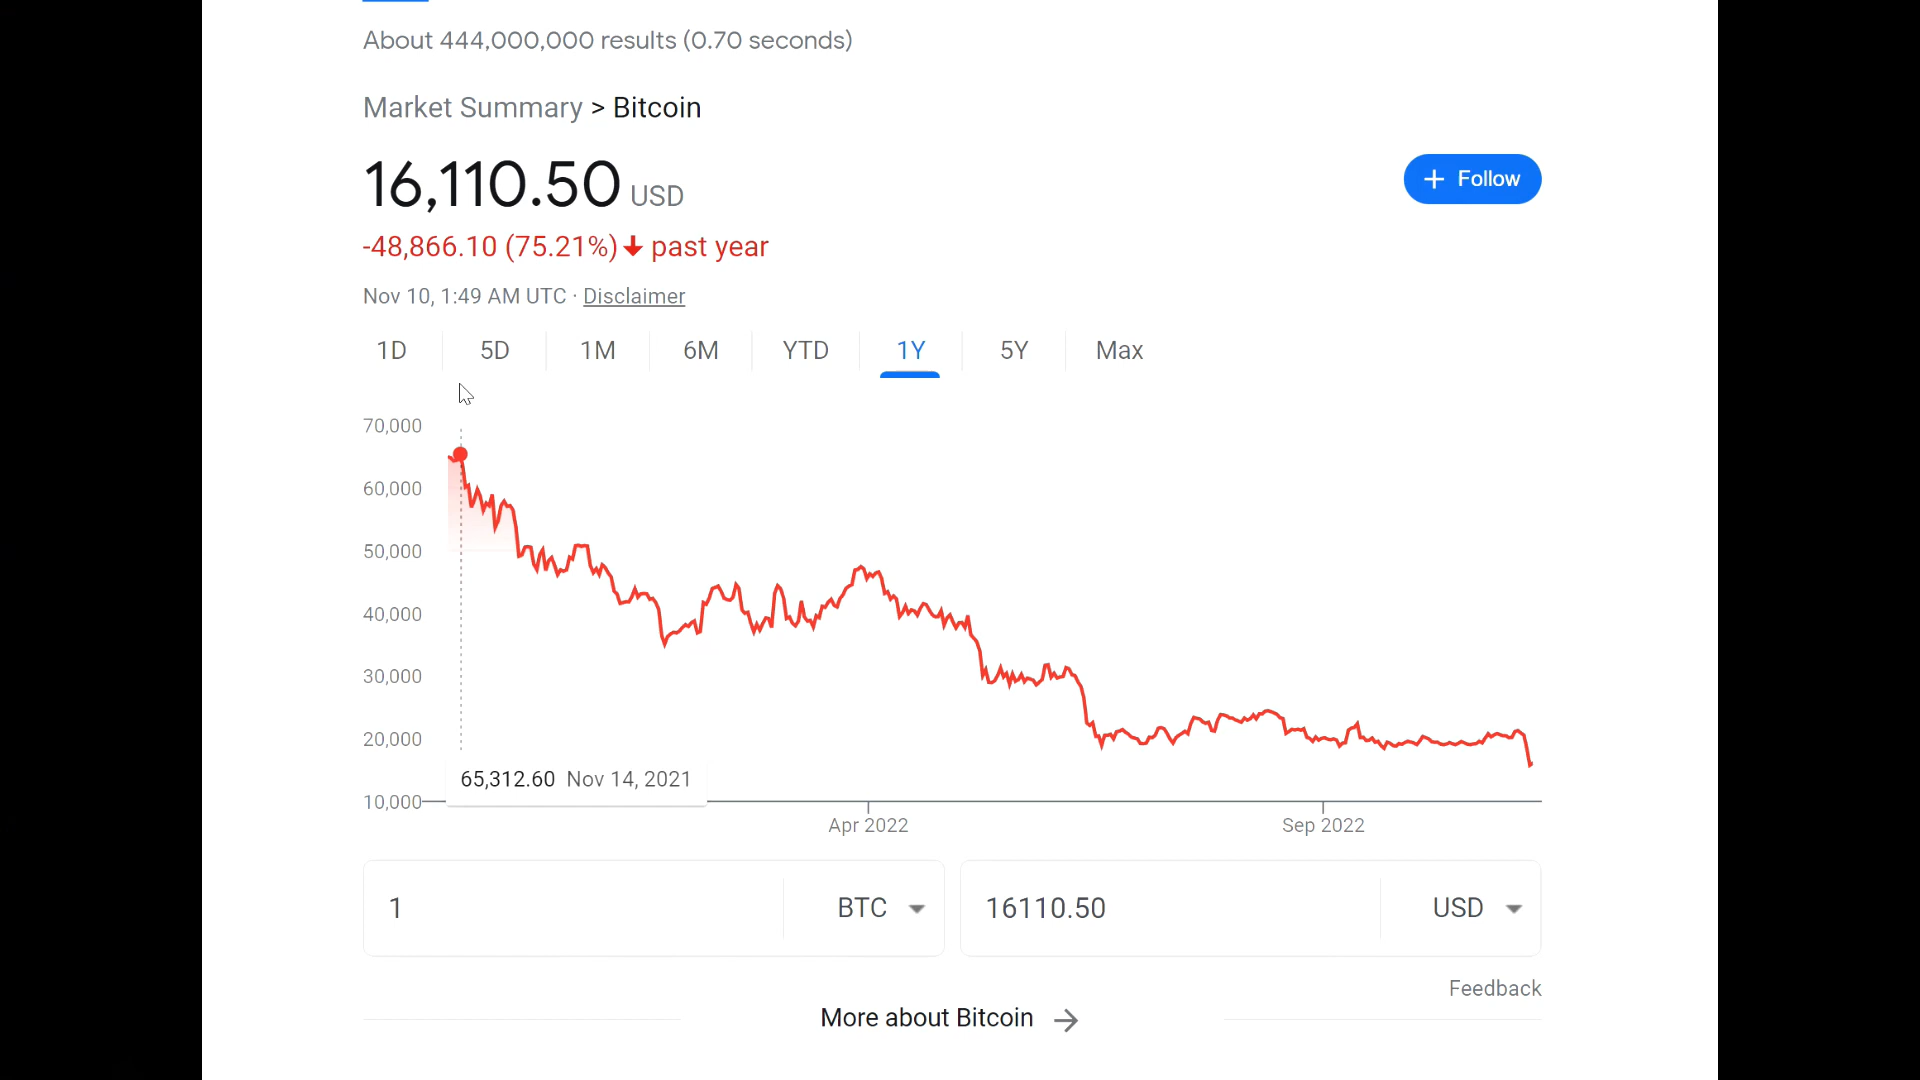 About 444,000,000 results (0.70 seconds)
Market Summary > Bitcoin
16,110.50 USD
+ Follow
-48,866.10 (75.21%) ↓ past year
Nov 10, 1:49 AM UTC · Disclaimer
1D 5D 1M 6M YTD 1Y 5Y Max
70,000
60,000
50,000
40,000
30,000
20,000
65,312.60 Nov 14, 2021
10,000
Apr 2022 Sep 2022
1 BTC 16110.50 USD
Feedback
More about Bitcoin →